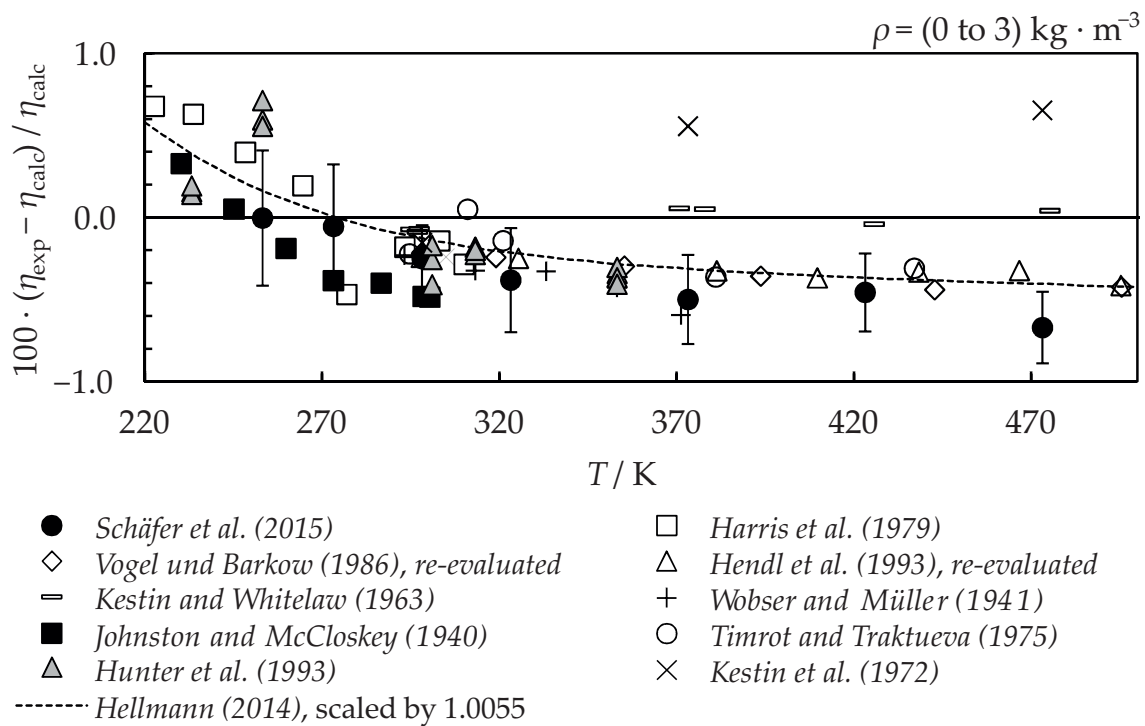 ρ = (0 to 3) kg · m⁻³
100 · (η_exp − η_calc) / η_calc
1.0
0.0
−1.0
220 270 320 370 420 470
T / K
Schäfer et al. (2015)
Vogel und Barkow (1986), re-evaluated
Kestin and Whitelaw (1963)
Johnston and McCloskey (1940)
Hunter et al. (1993)
Hellmann (2014), scaled by 1.0055
Harris et al. (1979)
Hendl et al. (1993), re-evaluated
Wobser and Müller (1941)
Timrot and Traktueva (1975)
Kestin et al. (1972)